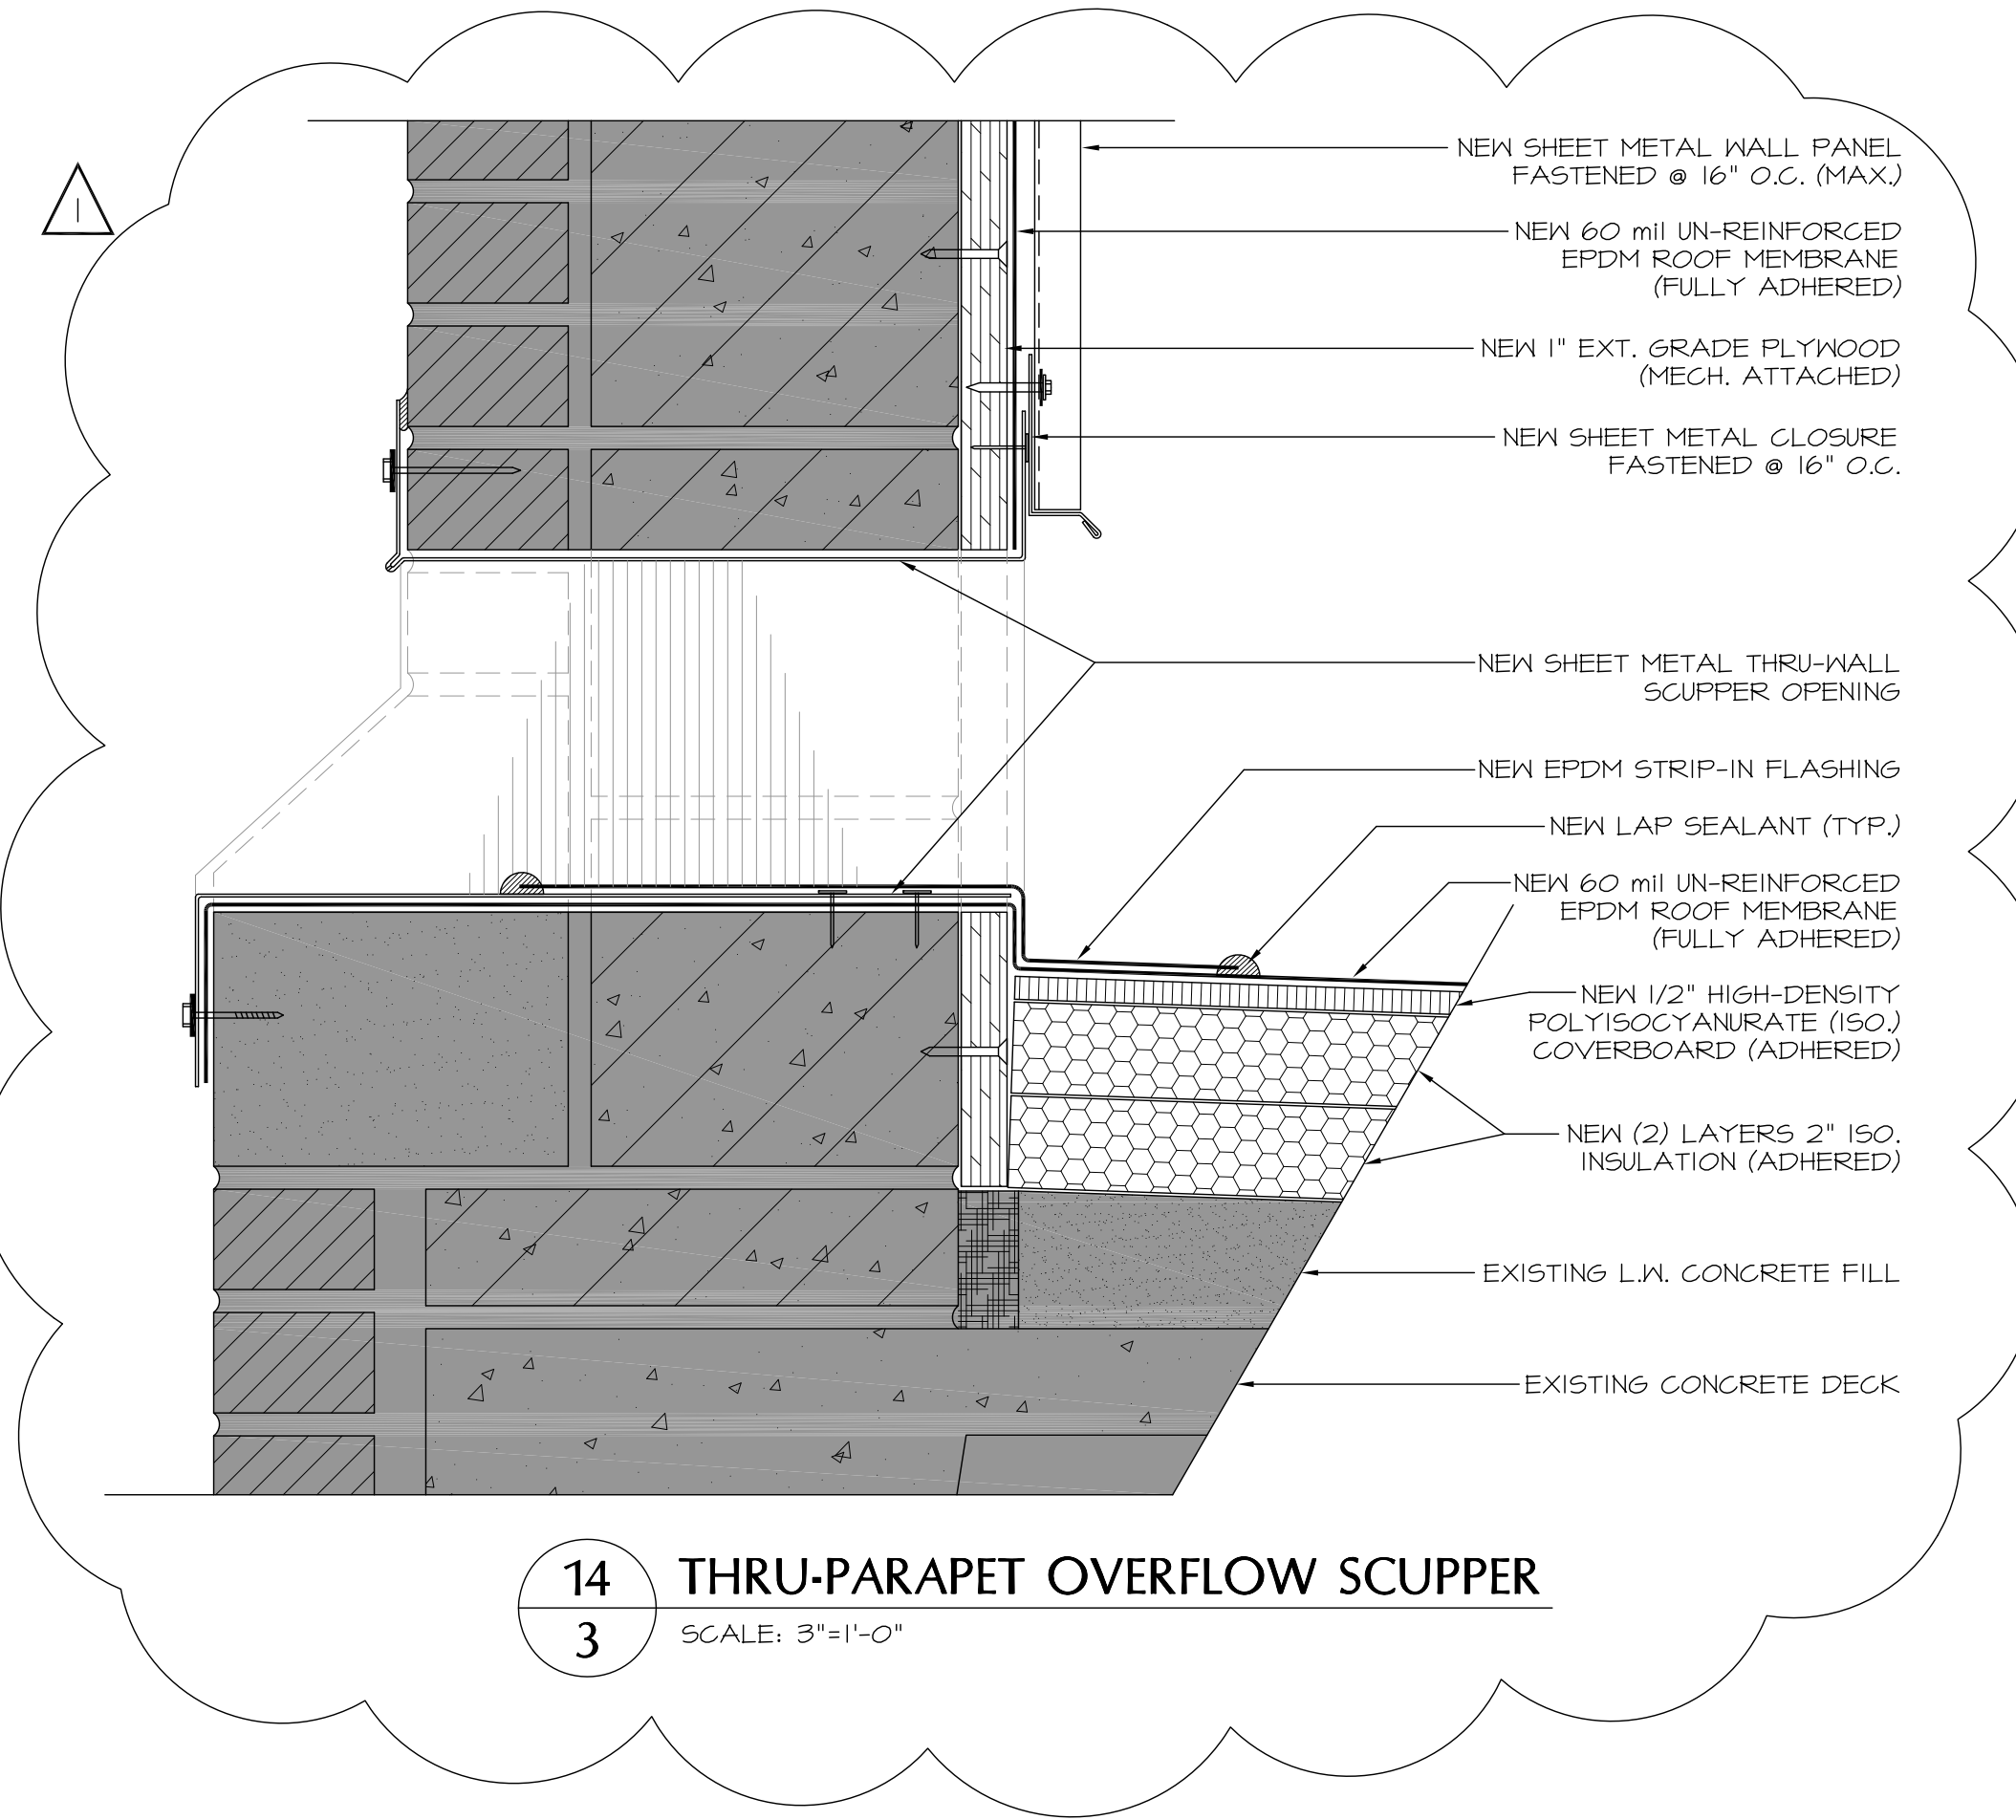 NEW SHEET METAL WALL PANEL
FASTENED @ 16" O.C. (MAX.)
1
NEW 60 mil UN-REINFORCED
EPDM ROOF MEMBRANE
(FULLY ADHERED)
NEW 1" EXT. GRADE PLYWOOD
(MECH. ATTACHED)
NEW SHEET METAL CLOSURE
FASTENED @ 16" O.C.
NEW SHEET METAL THRU-WALL
SCUPPER OPENING
NEW EPDM STRIP-IN FLASHING
NEW LAP SEALANT (TYP.)
NEW 60 mil UN-REINFORCED
EPDM ROOF MEMBRANE
(FULLY ADHERED)
NEW 1/2" HIGH-DENSITY
POLYISOCYANURATE (ISO.)
COVERBOARD (ADHERED)
NEW (2) LAYERS 2" ISO.
INSULATION (ADHERED)
EXISTING L.W. CONCRETE FILL
EXISTING CONCRETE DECK
14 THRU-PARAPET OVERFLOW SCUPPER
3 SCALE: 3"=1'-0"